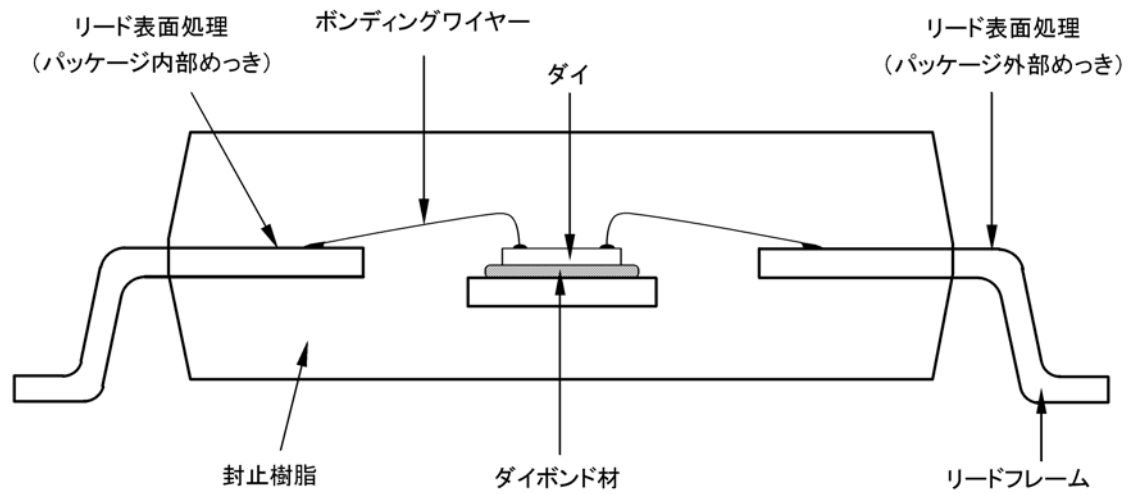 リード表面処理
(パッケージ内部めっき)
ボンディングワイヤー
ダイ
リード表面処理
(パッケージ外部めっき)
封止樹脂
ダイボンド材
リードフレーム